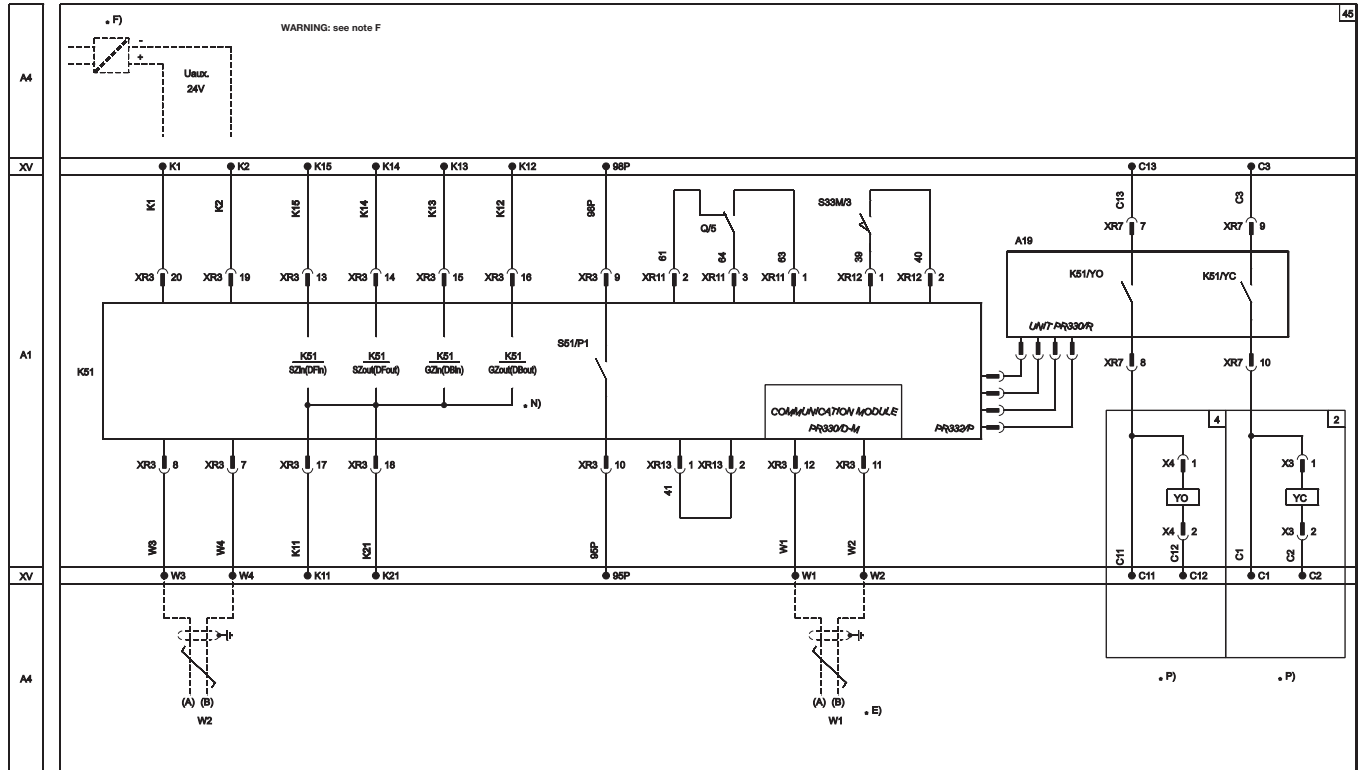 . F)
WARNING: see note F
45
-
+
A4
Uaux.
24V
XV
K1 K2 K15 K14 K13 K12 98P C13 C3
K1 K2 K15 K14 K13 K12 98P C13 C3
S33M/3
Q/5
XR7 7 XR7 9
A19
61 64 63 39 40
XR3 20 XR3 19 XR3 13 XR3 14 XR3 15 XR3 16 XR3 9 XR11 2 XR11 3 XR11 1 XR12 1 XR12 2
K51/YO K51/YC
UNIT PR330/R
S51/P1
A1
K51
K51 K51 K51 K51
SZin(DFin) SZout(DFout) GZin(DBin) GZout(DBout)
XR7 8 XR7 10
. N)
COMMUNICATION MODULE
PR330/D-M
PR332/P
4 2
XR3 8 XR3 7 XR3 17 XR3 18 XR3 10 XR13 1 XR13 2 XR3 12 XR3 11
X4 1 X3 1
41
YO YC
X4 2 X3 2
W3 W4 K11 K21 95P W1 W2 C11 C12 C1 C2
XV
W3 W4 K11 K21 95P W1 W2 C11 C12 C1 C2
A4
. P) . P)
(A) (B) (A) (B)
. E)
W2 W1